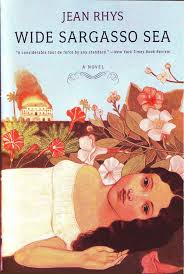 JEAN RHYS
WIDE SARGASSO SEA
"A considerable tour de force by any standard." —New York Times Book Review
A NOVEL